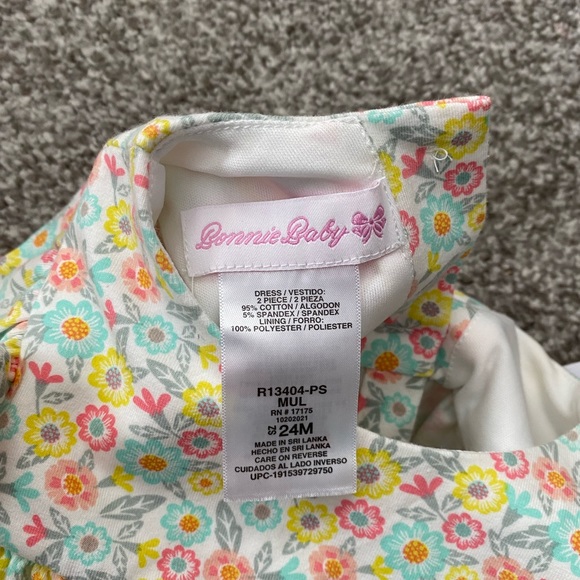 Bonnie Baby
DRESS / VESTIDO:
2 PIECE / 2 PIEZA
95% COTTON / ALGODON
5% SPANDEX / SPANDEX
LINING / FORRO:
100% POLYESTER / POLIESTER
R13404-PS
MUL
RN # 17175
10202021
SZ 24M
MADE IN SRI LANKA
HECHO EN SRI LANKA
CARE ON REVERSE
CUIDADOS AL LADO INVERSO
UPC-191539729750